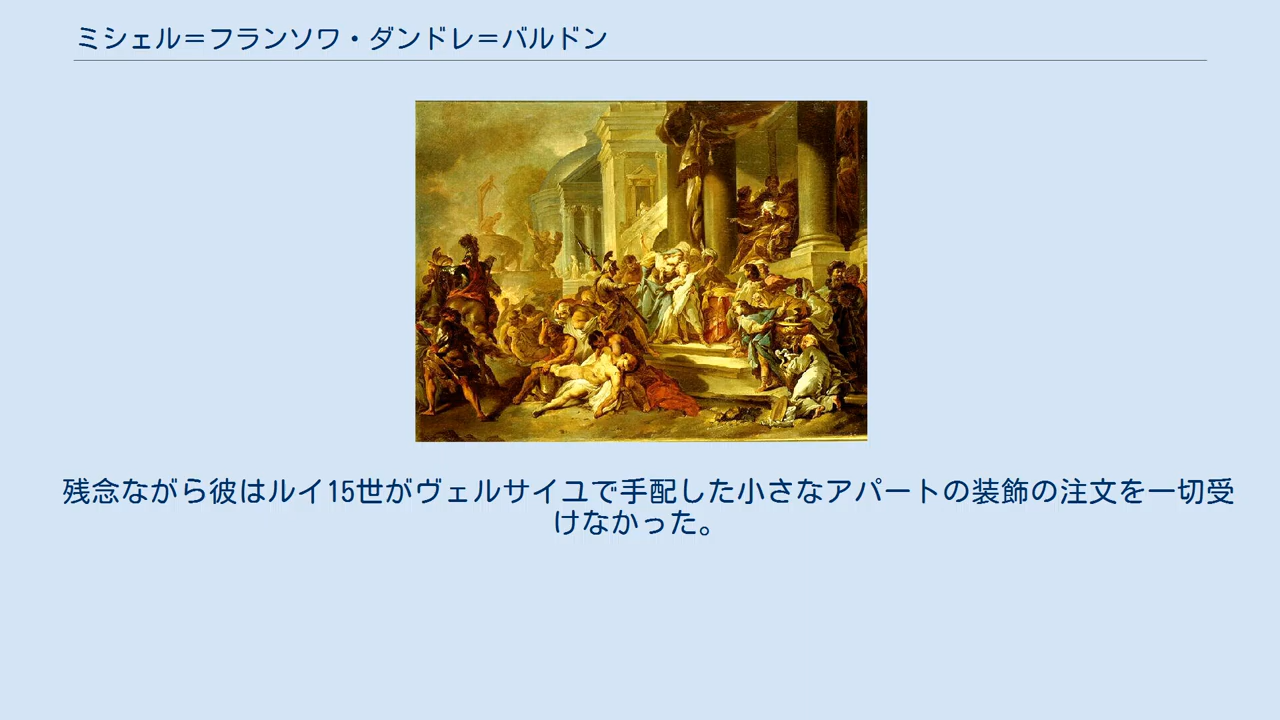 ミシェル＝フランソワ・ダンドレ＝バルドン
残念ながら彼はルイ15世がヴェルサイユで手配した小さなアパートの装飾の注文を一切受
けなかった。